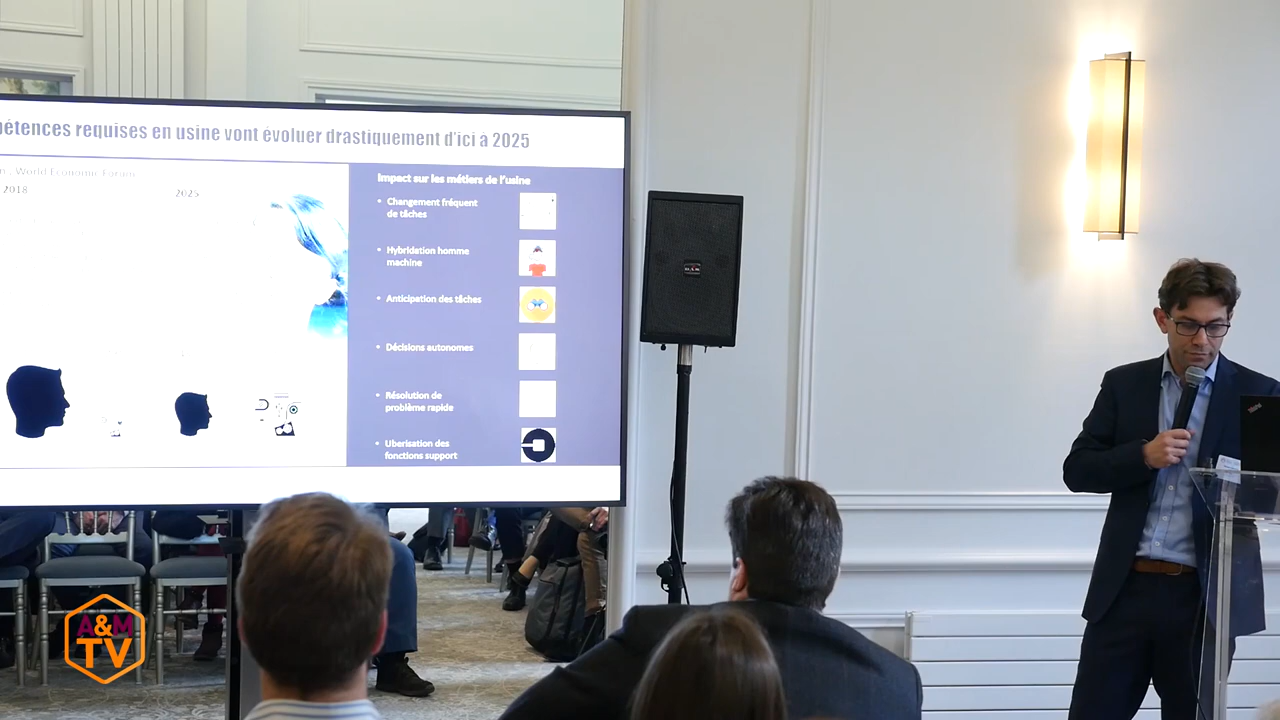 pétences requises en usine vont évoluer drastiquement d'ici à 2025
n , World Economic Forum
2018
2025
Impact sur les métiers de l'usine
• Changement fréquent
de tâches
• Hybridation homme
machine
• Anticipation des tâches
• Décisions autonomes
• Résolution de
problème rapide
• Uberisation des
fonctions support
A&M
TV